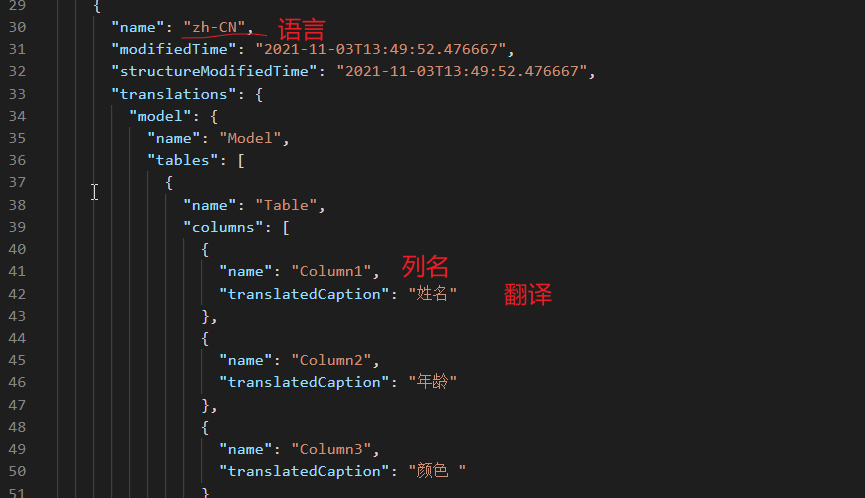 29 {
30 "name": "zh-CN", 语言
31 "modifiedTime": "2021-11-03T13:49:52.476667",
32 "structureModifiedTime": "2021-11-03T13:49:52.476667",
33 "translations": {
34 "model": {
35 "name": "Model",
36 "tables": [
37 {
38 "name": "Table",
39 "columns": [
40 {
41 "name": "Column1", 列名
42 "translatedCaption": "姓名" 翻译
43 },
44 {
45 "name": "Column2",
46 "translatedCaption": "年龄"
47 },
48 {
49 "name": "Column3",
50 "translatedCaption": "颜色 "
51 }